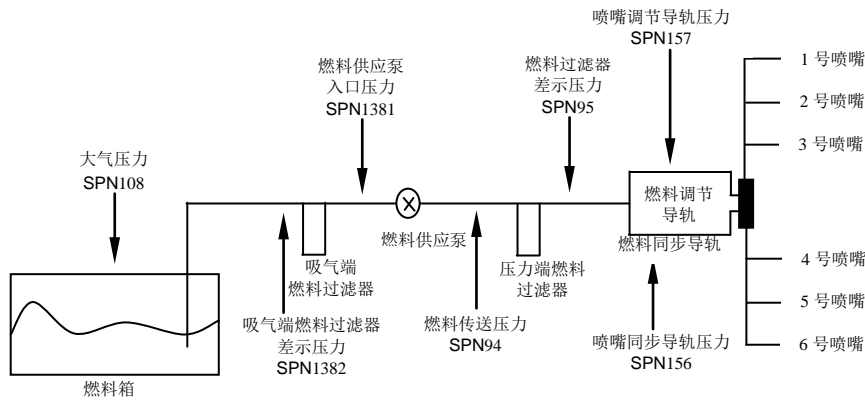 喷嘴调节导轨压力
SPN157
燃料供应泵
入口压力
SPN1381
燃料过滤器
差示压力
SPN95
1 号喷嘴
2 号喷嘴
3 号喷嘴
大气压力
SPN108
燃料调节
导轨
燃料同步导轨
燃料供应泵
吸气端
燃料过滤器
压力端燃料
过滤器
4 号喷嘴
5 号喷嘴
6 号喷嘴
吸气端燃料过滤器
差示压力
SPN1382
燃料传送压力
SPN94
喷嘴同步导轨压力
SPN156
燃料箱